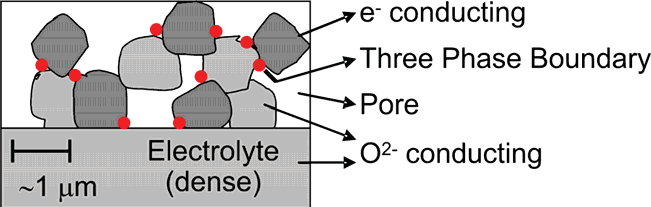 e⁻ conducting
Three Phase Boundary
Pore
O²⁻ conducting
Electrolyte
(dense)
~1 μm